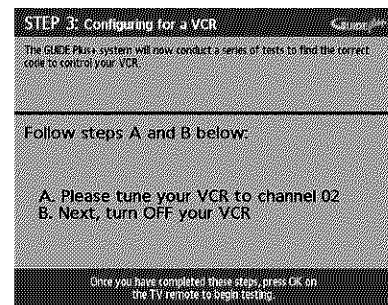 STEP 3: Configuring for a VCR
GUIDE Plus+
The GUIDE Plus+ system will now conduct a series of tests to find the correct
code to control your VCR.
Follow steps A and B below:
A. Please tune your VCR to channel 02
B. Next, turn OFF your VCR
Once you have completed these steps, press OK on
the TV remote to begin testing.